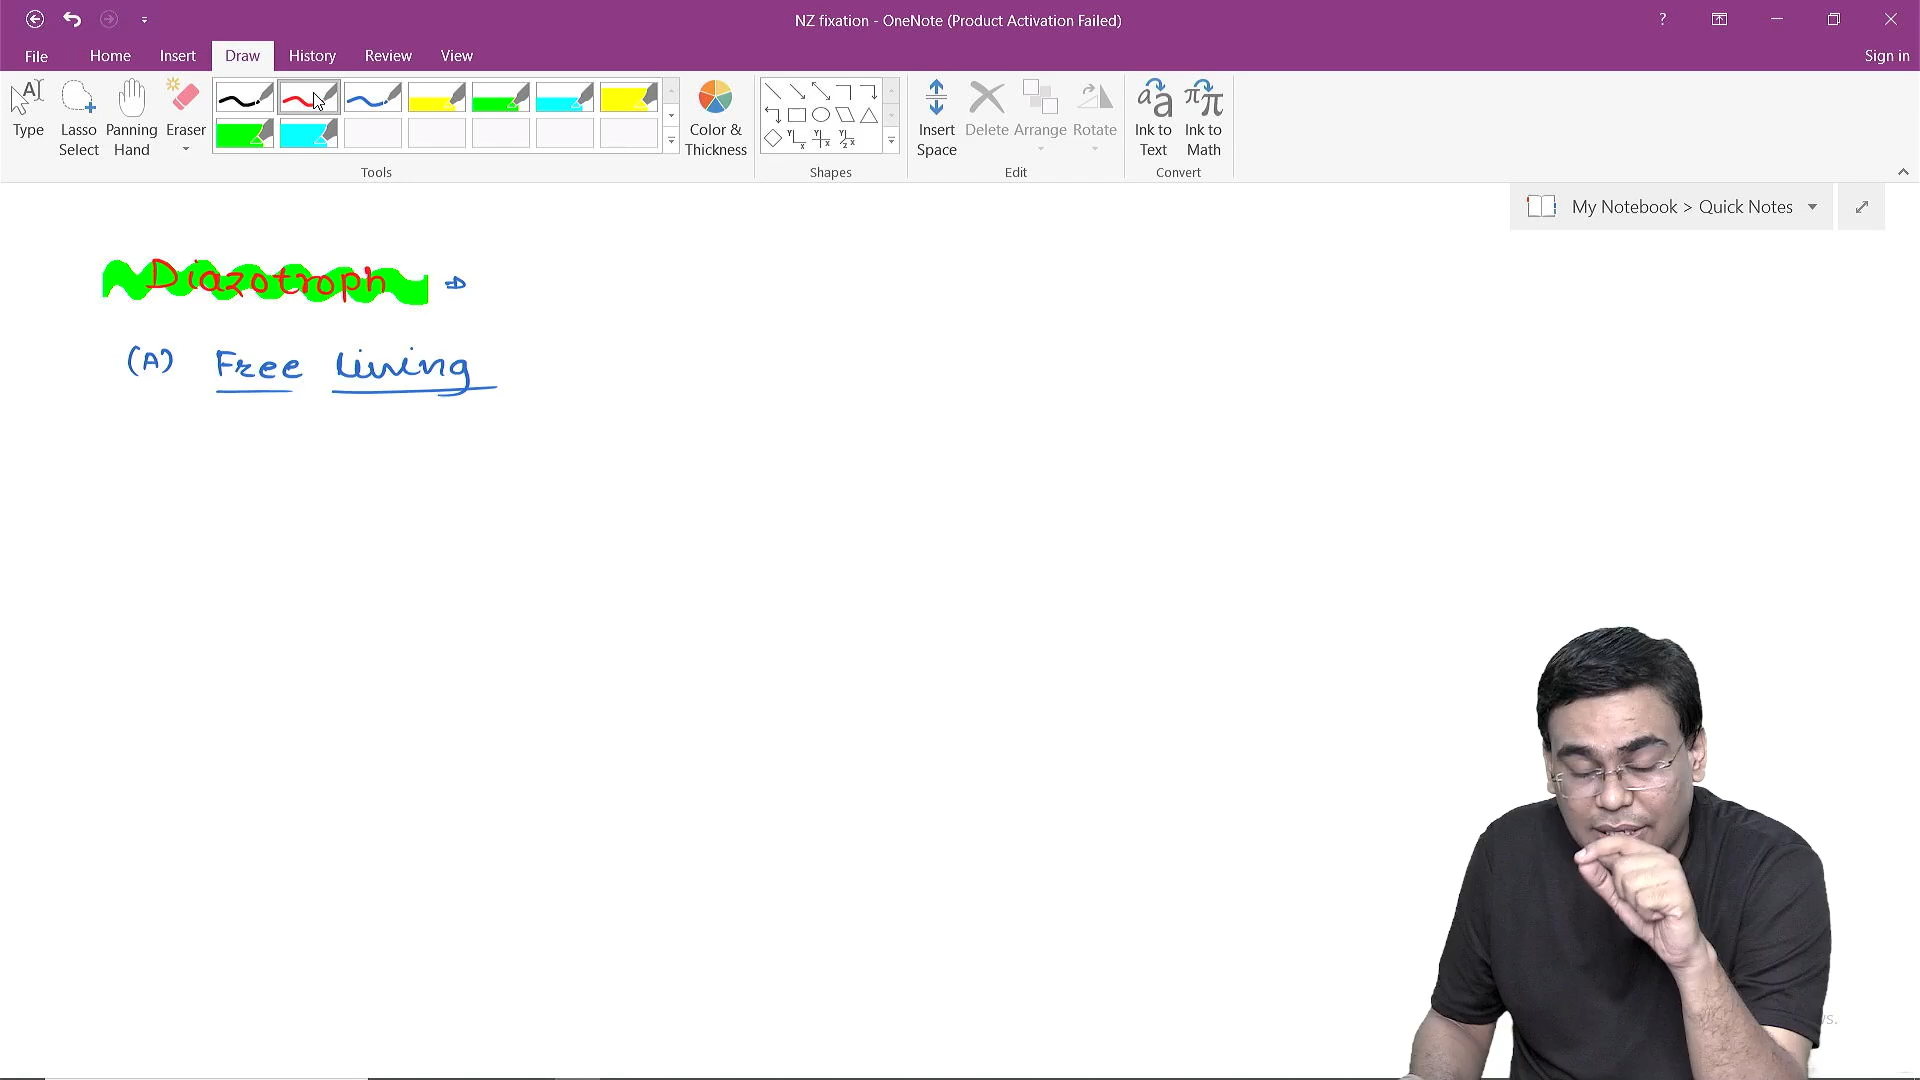 NZ fixation - OneNote (Product Activation Failed)
?
File Home Insert Draw History Review View Sign in
Type Lasso Select Panning Hand Eraser Color & Thickness Insert Space Delete Arrange Rotate Ink to Text Ink to Math
Tools Shapes Edit Convert
My Notebook > Quick Notes
Diazotroph
(A) Free Living